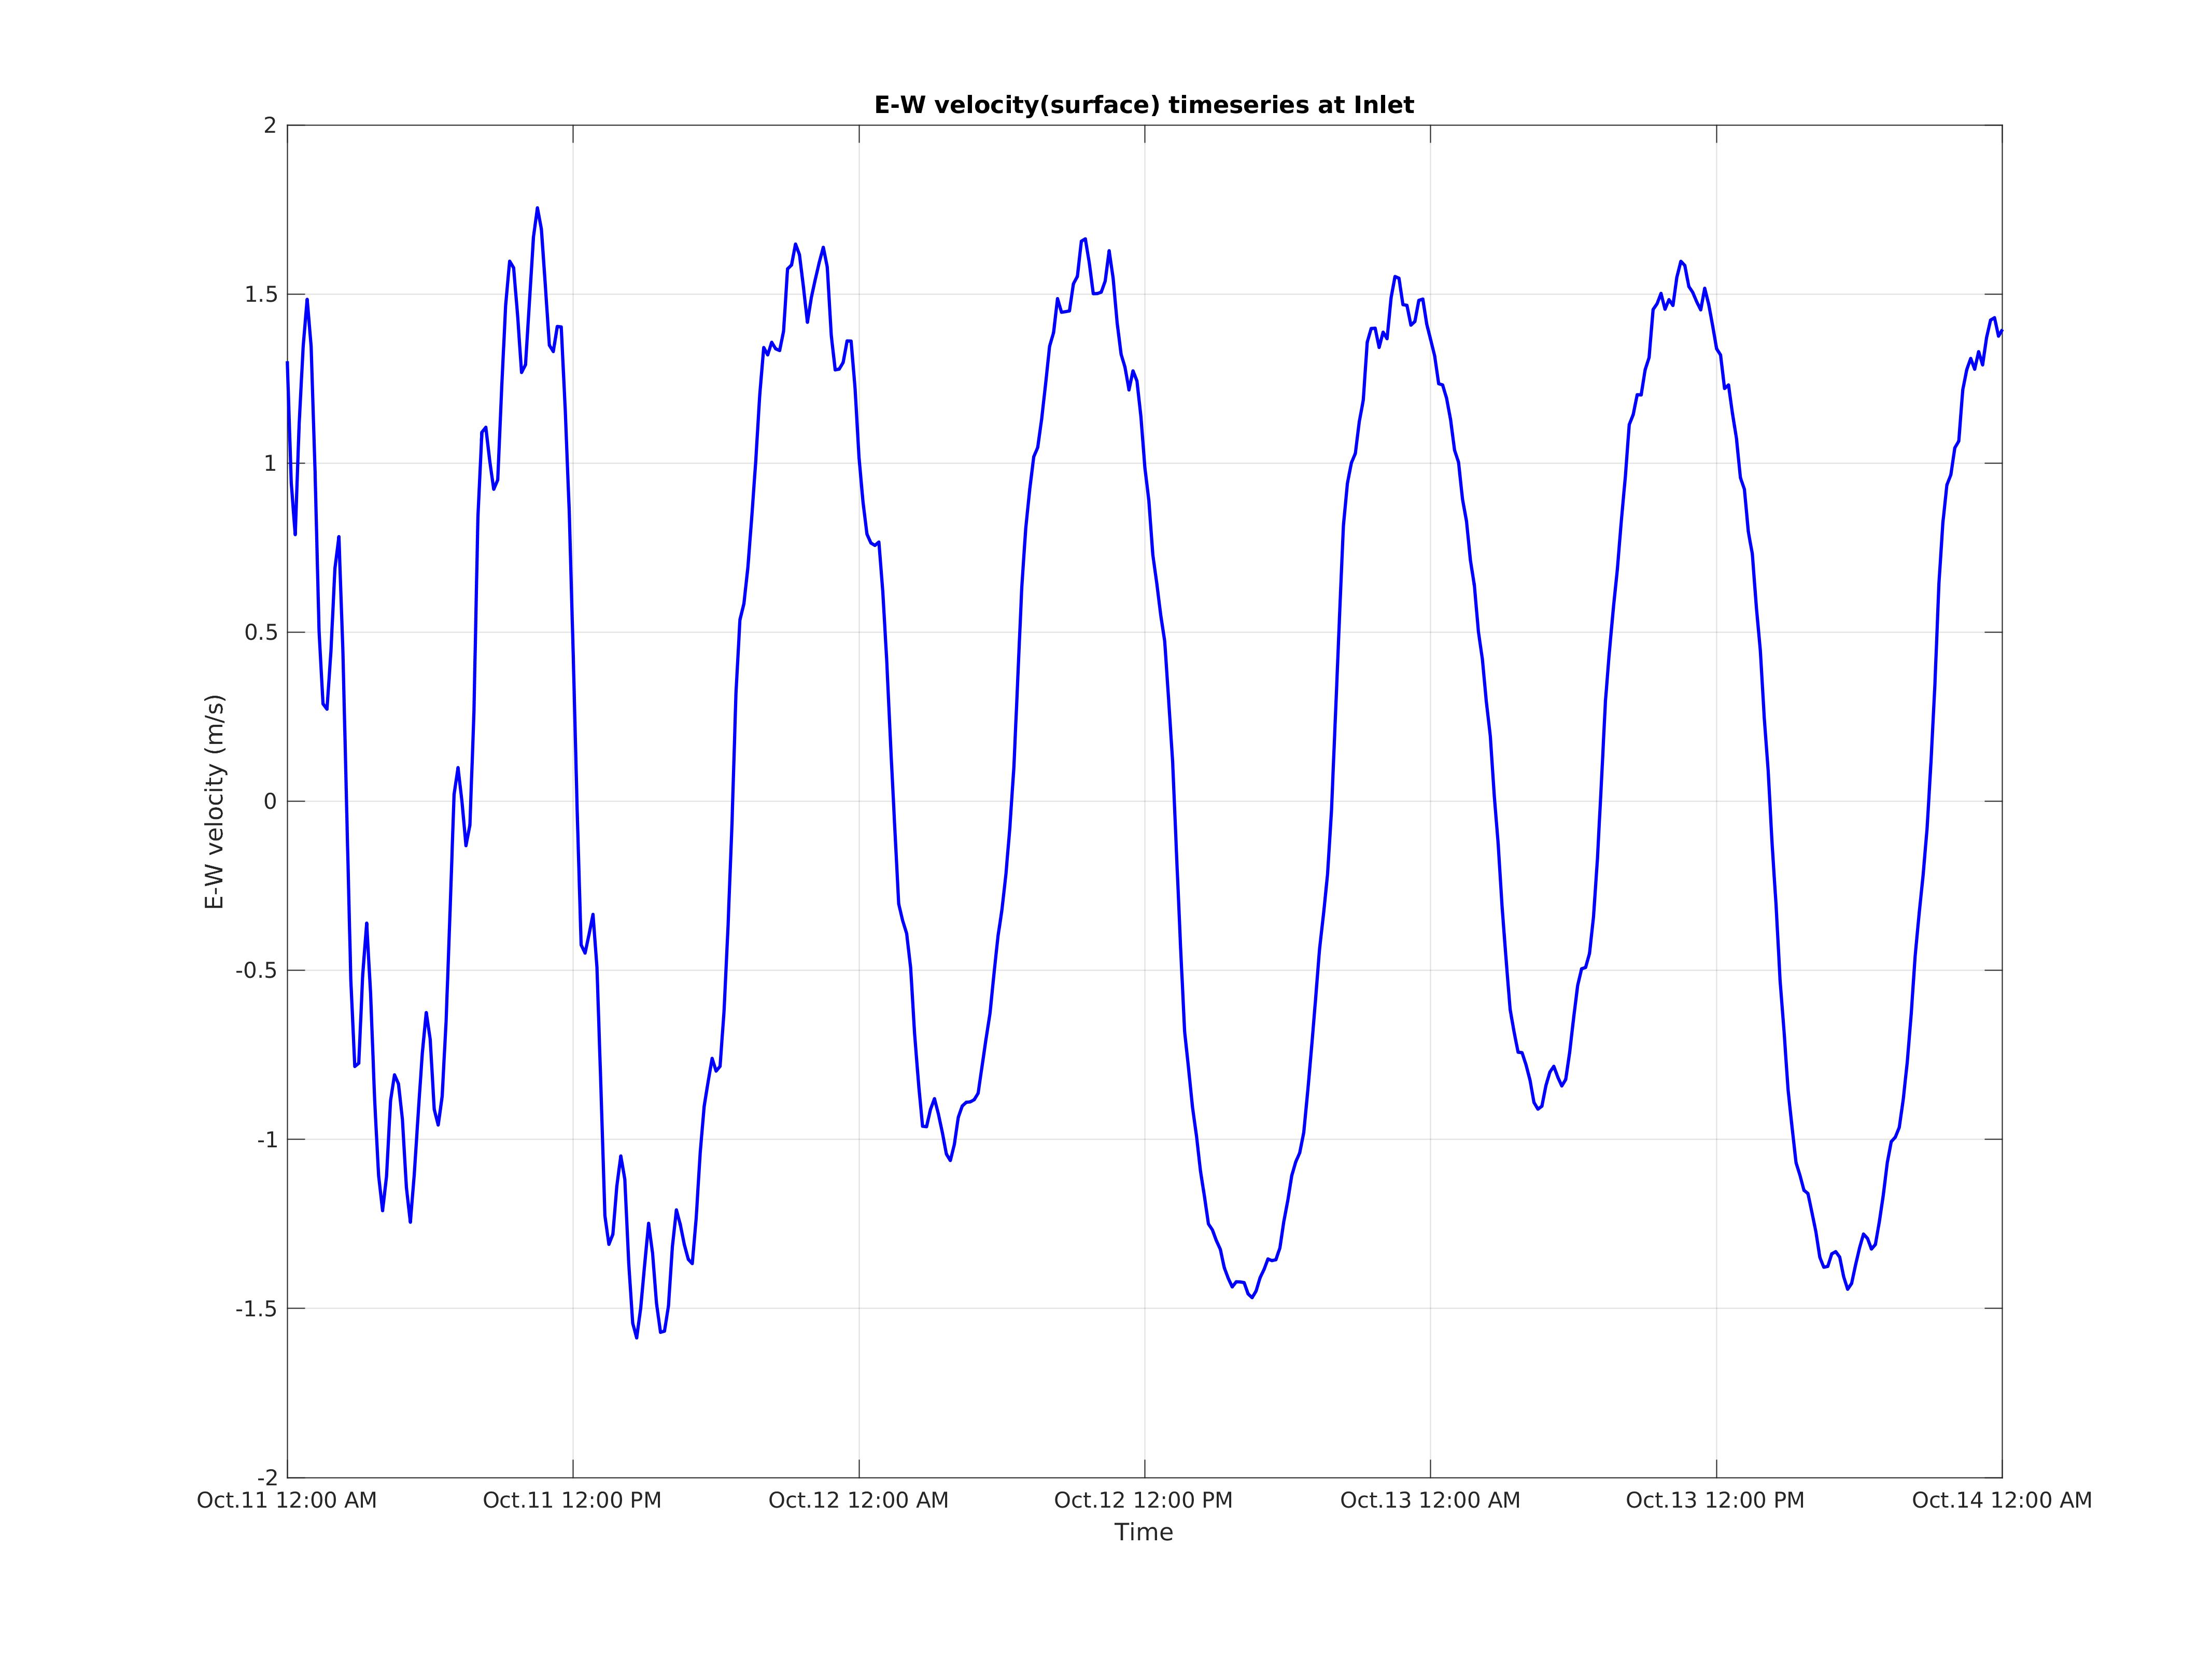 E-W velocity(surface) timeseries at Inlet
2
1.5
1
0.5
0
-0.5
-1
-1.5
-2
E-W velocity (m/s)
Oct.11 12:00 AM Oct.11 12:00 PM Oct.12 12:00 AM Oct.12 12:00 PM Oct.13 12:00 AM Oct.13 12:00 PM Oct.14 12:00 AM
Time